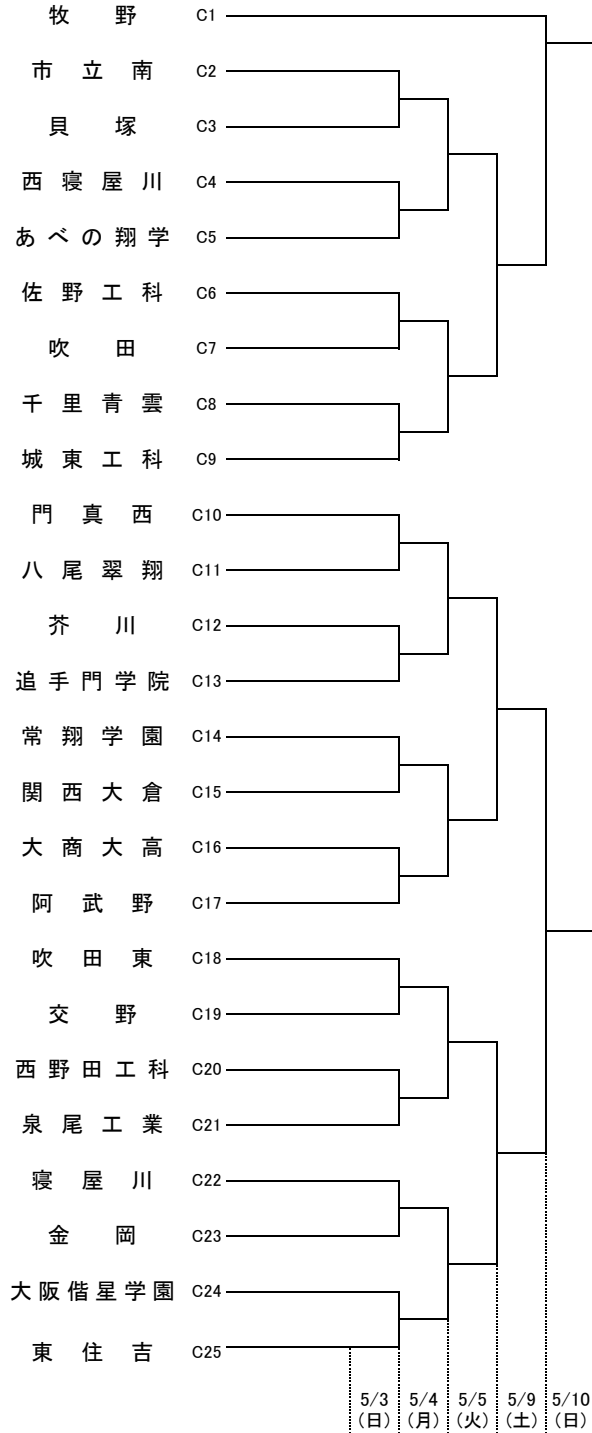 牧野 C1
市立南 C2
貝塚 C3
西寝屋川 C4
あべの翔学 C5
佐野工科 C6
吹田 C7
千里青雲 C8
城東工科 C9
門真西 C10
八尾翠翔 C11
芥川 C12
追手門学院 C13
常翔学園 C14
関西大倉 C15
大商大高 C16
阿武野 C17
吹田東 C18
交野 C19
西野田工科 C20
泉尾工業 C21
寝屋川 C22
金岡 C23
大阪偕星学園 C24
東住吉 C25
5/3 5/4 5/5 5/9 5/10
(日) (月) (火) (土) (日)